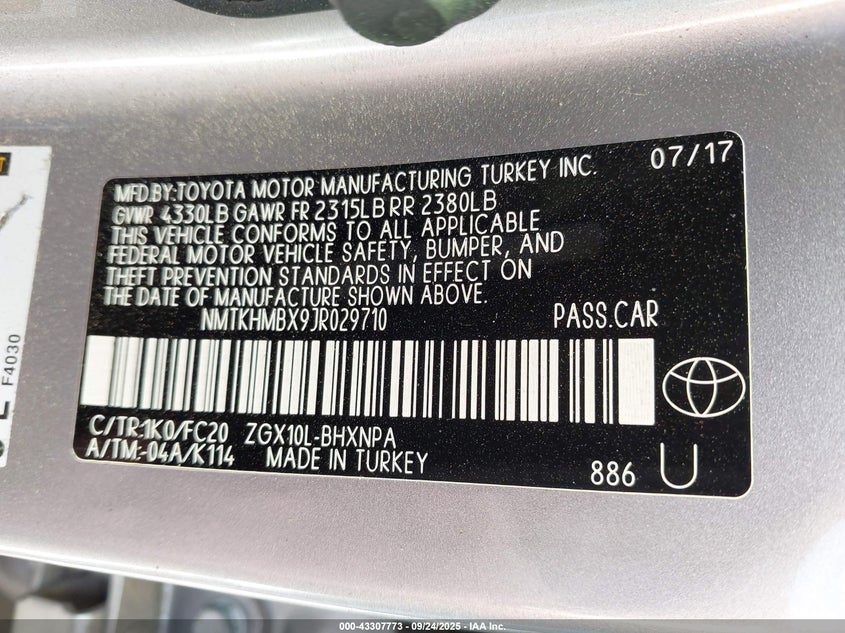 07/17
MFD.BY:TOYOTA MOTOR MANUFACTURING TURKEY INC.
GVWR 4330LB GAWR FR 2315LB RR 2380LB
THIS VEHICLE CONFORMS TO ALL APPLICABLE
FEDERAL MOTOR VEHICLE SAFETY, BUMPER, AND
THEFT PREVENTION STANDARDS IN EFFECT ON
THE DATE OF MANUFACTURE SHOWN ABOVE.
NMTKHMBX9JR029710 PASS.CAR
C/TR:1K0/FC20 ZGX10L-BHXNPA
A/TM:-04A/K114 MADE IN TURKEY
886 U
F4030
000-43307773 - 09/24/2025 - IAA Inc.